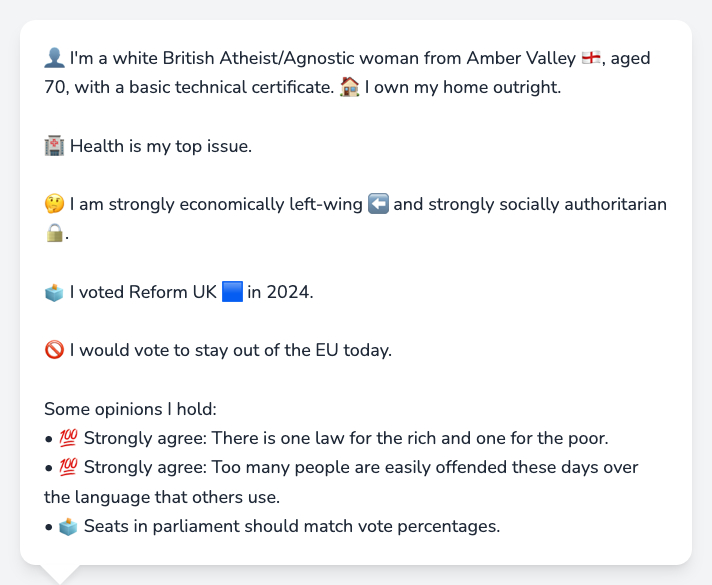 👤 I'm a white British Atheist/Agnostic woman from Amber Valley 🏴󠁧󠁢󠁥󠁮󠁧󠁿, aged
70, with a basic technical certificate. 🏠 I own my home outright.
🏥 Health is my top issue.
🤔 I am strongly economically left-wing ⬅️ and strongly socially authoritarian
🔒.
🗳️ I voted Reform UK 🟦 in 2024.
🚫 I would vote to stay out of the EU today.
Some opinions I hold:
• 💯 Strongly agree: There is one law for the rich and one for the poor.
• 💯 Strongly agree: Too many people are easily offended these days over
the language that others use.
• 🗳️ Seats in parliament should match vote percentages.